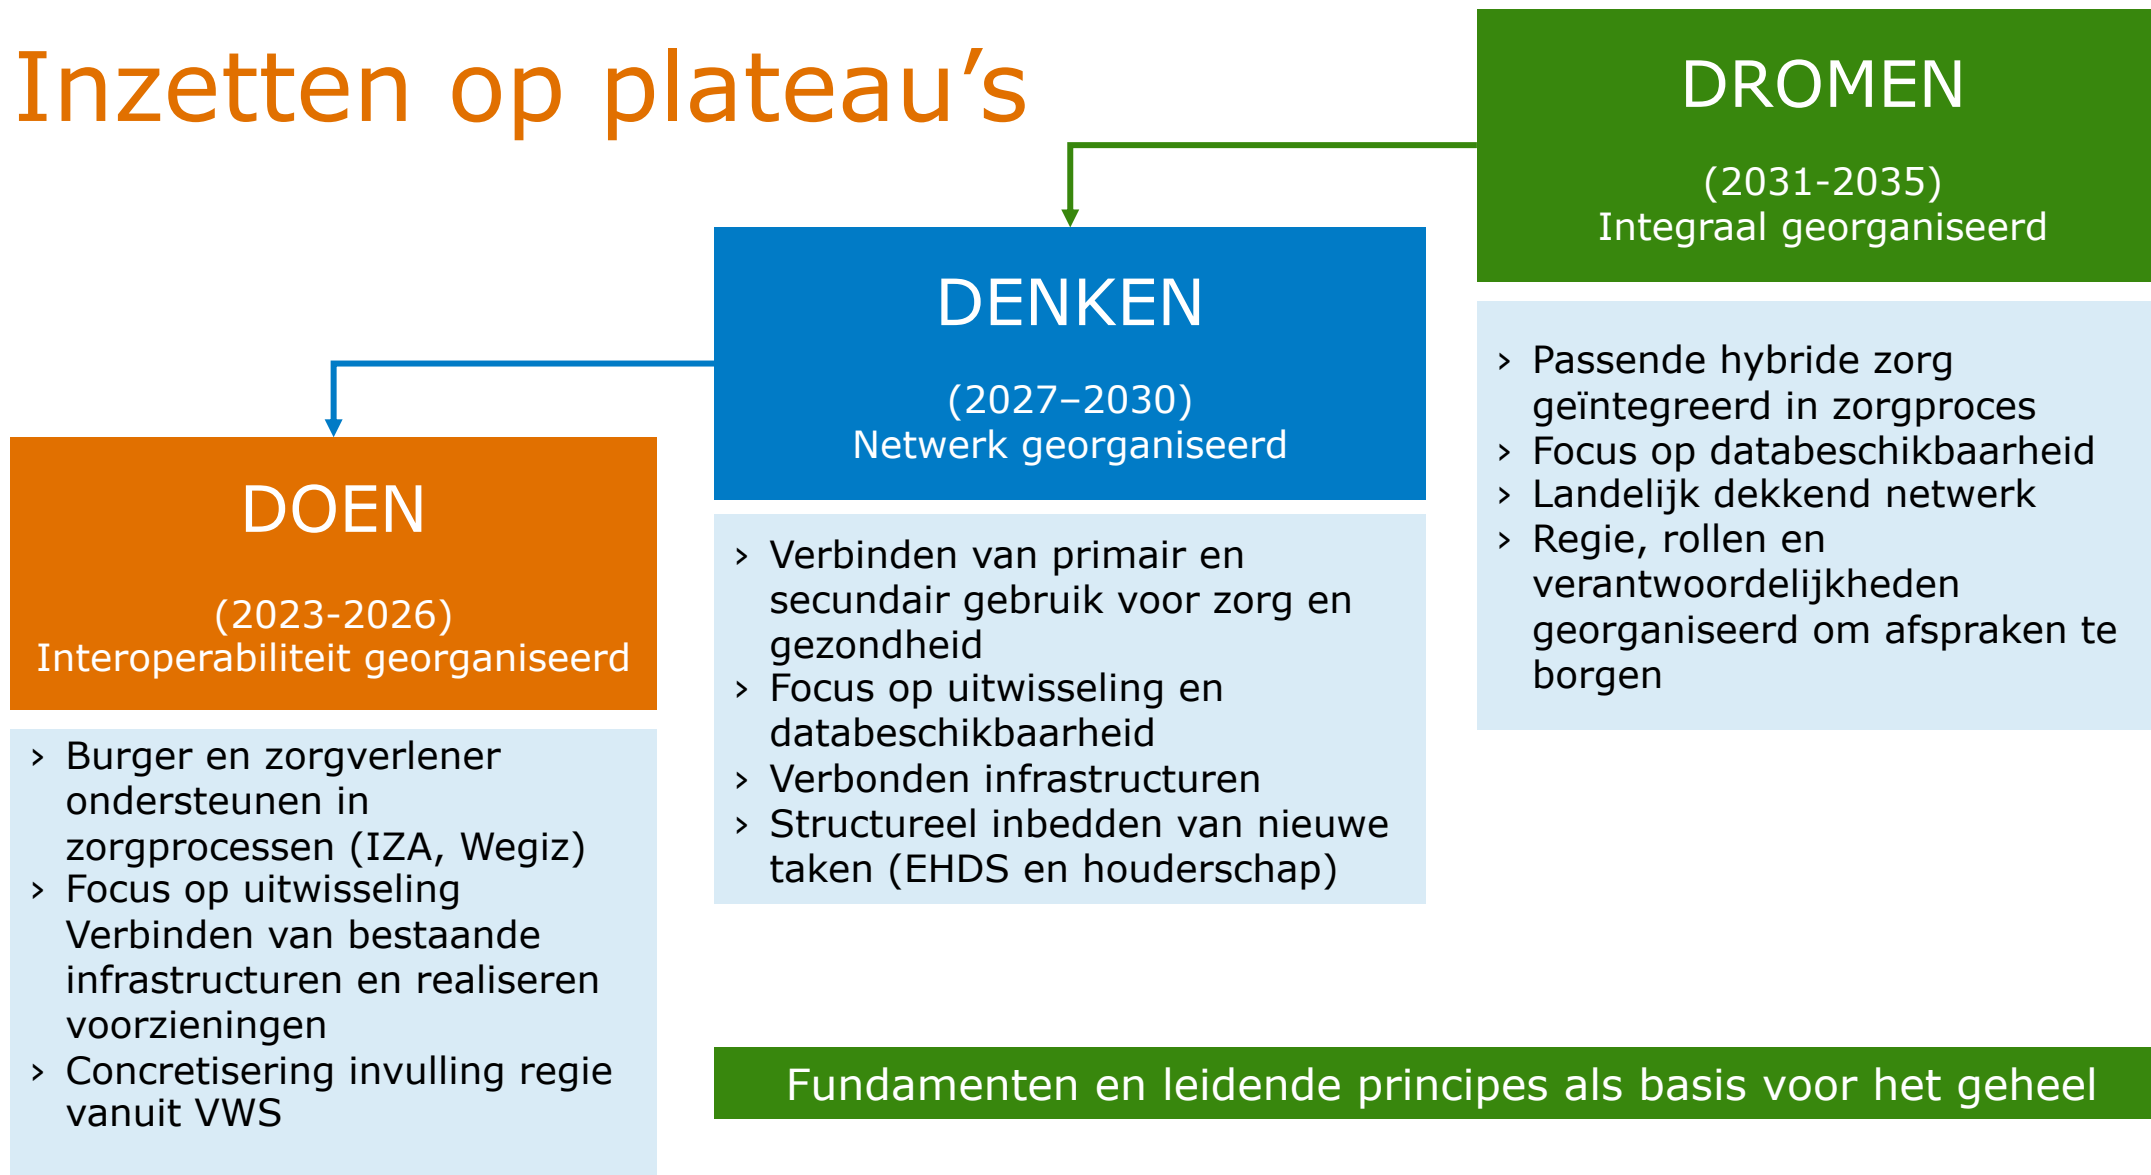 Inzetten op plateau’s
DOEN
(2023-2026)
Interoperabiliteit georganiseerd
› Burger en zorgverlener
ondersteunen in
zorgprocessen (IZA, Wegiz)
› Focus op uitwisseling
Verbinden van bestaande
infrastructuren en realiseren
voorzieningen
› Concretisering invulling regie
vanuit VWS
DENKEN
(2027–2030)
Netwerk georganiseerd
› Verbinden van primair en
secundair gebruik voor zorg en
gezondheid
› Focus op uitwisseling en
databeschikbaarheid
› Verbonden infrastructuren
› Structureel inbedden van nieuwe
taken (EHDS en houderschap)
DROMEN
(2031-2035)
Integraal georganiseerd
› Passende hybride zorg
geïntegreerd in zorgproces
› Focus op databeschikbaarheid
› Landelijk dekkend netwerk
› Regie, rollen en
verantwoordelijkheden
georganiseerd om afspraken te
borgen
Fundamenten en leidende principes als basis voor het geheel